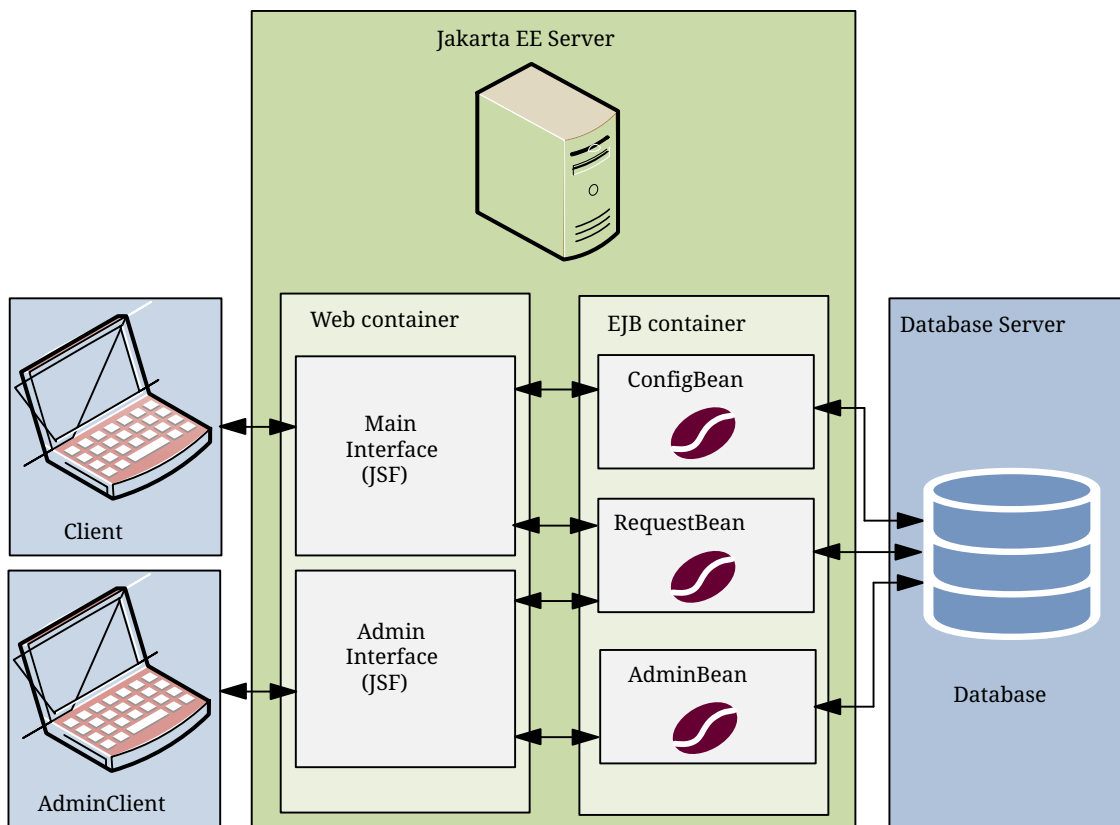 Jakarta EE Server
Web container
EJB container
Database Server
Main
Interface
(JSF)
ConfigBean
RequestBean
Client
Admin
Interface
(JSF)
AdminBean
Database
AdminClient